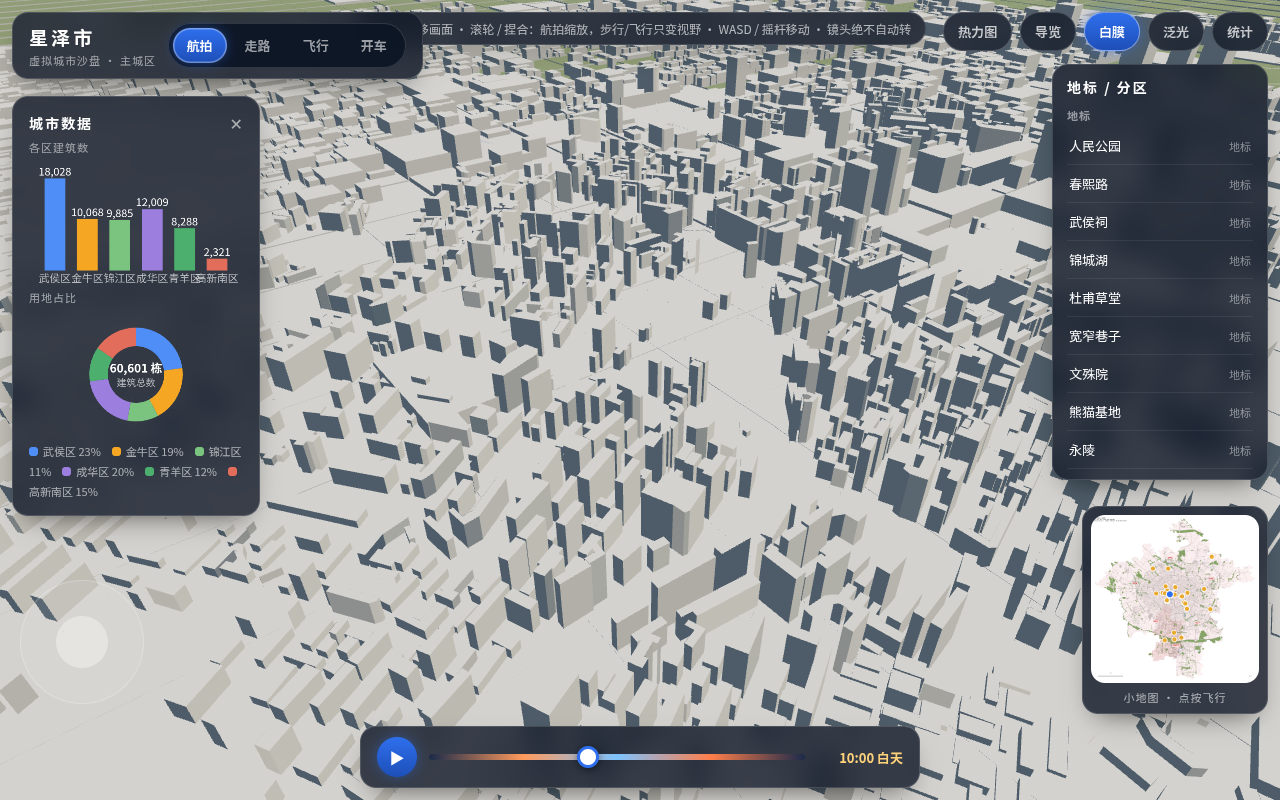 星泽市
虚拟城市沙盘 · 主城区
航拍 走路 飞行 开车
画面 · 滚轮 / 捏合：航拍缩放，步行/飞行只变视野 · WASD / 摇杆移动 · 镜头绝不自动转
热力图 导览 白膜 泛光 统计
城市数据 ×
各区建筑数
18,028 10,068 9,885 12,009 8,288 2,321
武侯区 金牛区 锦江区 成华区 青羊区 高新南区
用地占比
60,601 栋
建筑总数
武侯区 23% 金牛区 19% 锦江区
11% 成华区 20% 青羊区 12%
高新南区 15%
地标 / 分区
地标
人民公园 地标
春熙路 地标
武侯祠 地标
锦城湖 地标
杜甫草堂 地标
宽窄巷子 地标
文殊院 地标
熊猫基地 地标
永陵 地标
小地图 · 点按飞行
10:00 白天